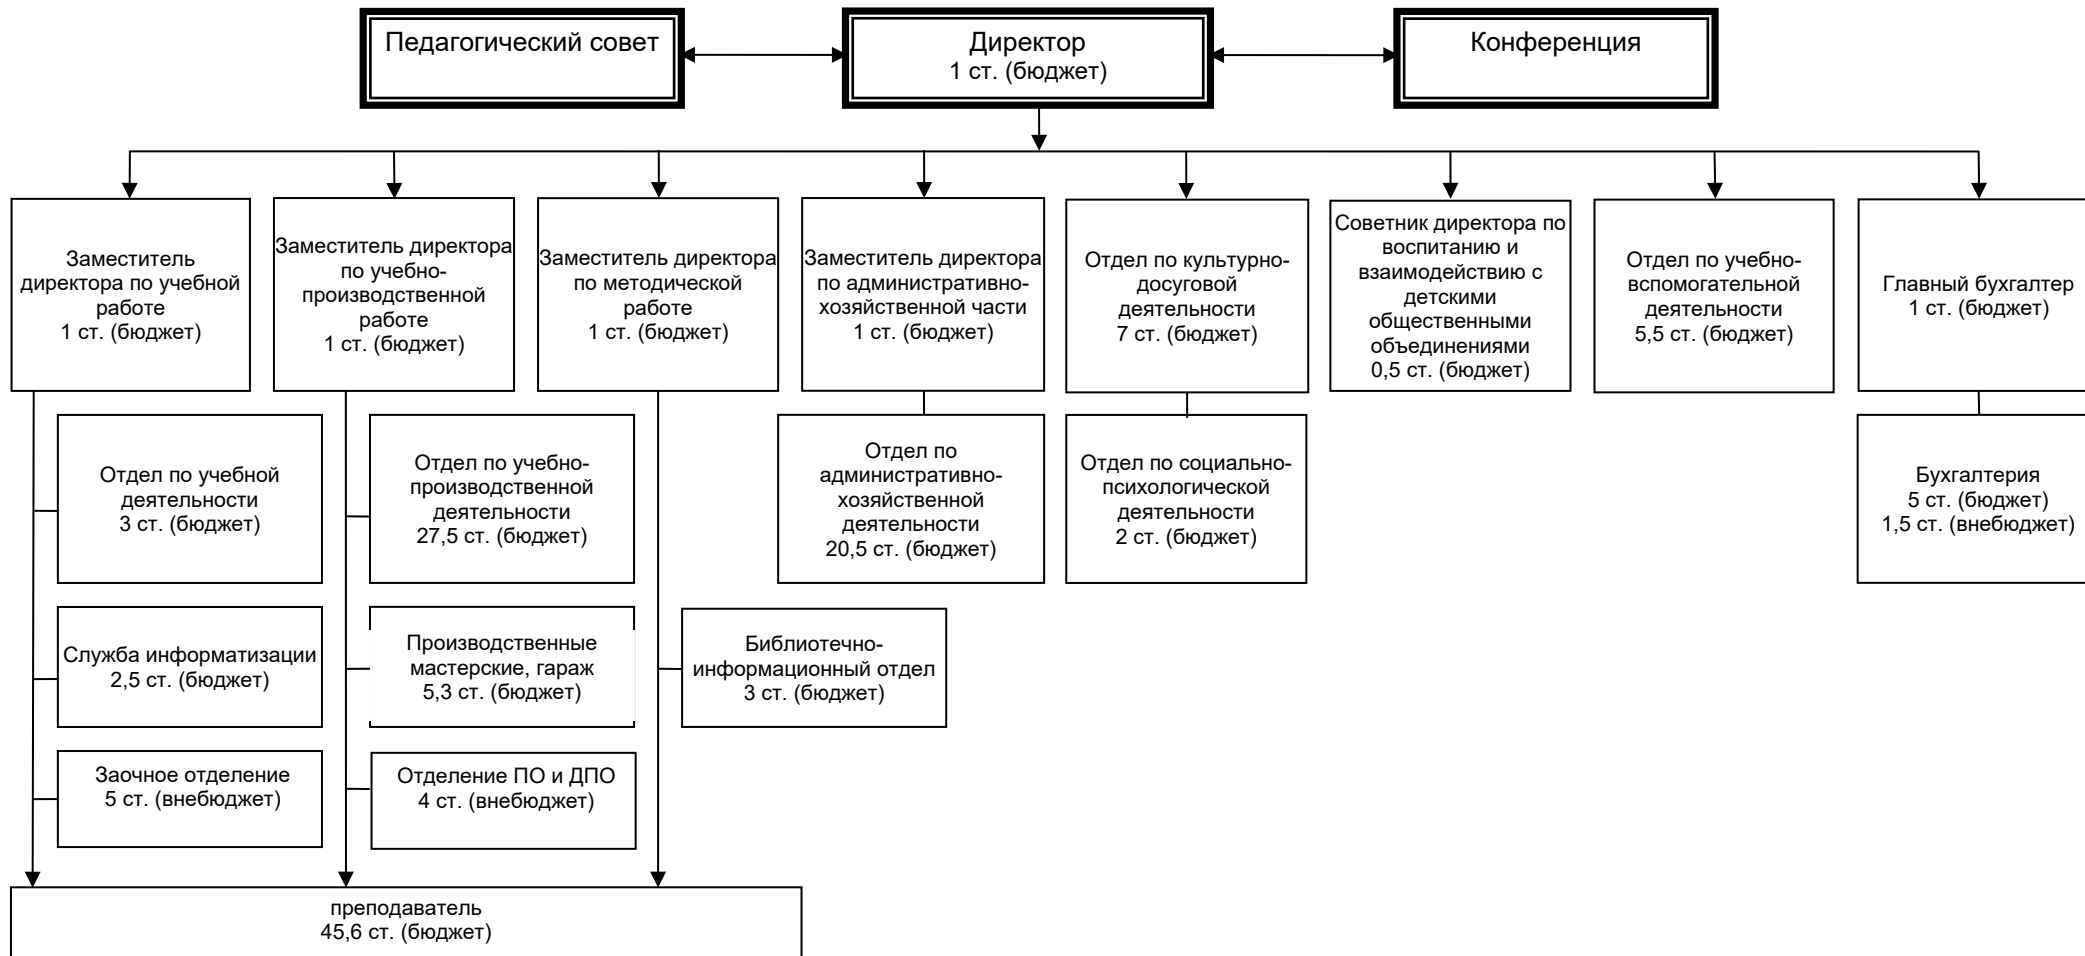 Педагогический совет
Директор
1 ст. (бюджет)
Конференция
Заместитель
директора по учебной
работе
1 ст. (бюджет)
Заместитель директора
по учебно-
производственной
работе
1 ст. (бюджет)
Заместитель директора
по методической
работе
1 ст. (бюджет)
Заместитель директора
по административно-
хозяйственной части
1 ст. (бюджет)
Отдел по культурно-
досуговой
деятельности
7 ст. (бюджет)
Советник директора по
воспитанию и
взаимодействию с
детскими
общественными
объединениями
0,5 ст. (бюджет)
Отдел по учебно-
вспомогательной
деятельности
5,5 ст. (бюджет)
Главный бухгалтер
1 ст. (бюджет)
Отдел по учебной
деятельности
3 ст. (бюджет)
Отдел по учебно-
производственной
деятельности
27,5 ст. (бюджет)
Отдел по
административно-
хозяйственной
деятельности
20,5 ст. (бюджет)
Отдел по социально-
психологической
деятельности
2 ст. (бюджет)
Бухгалтерия
5 ст. (бюджет)
1,5 ст. (внебюджет)
Служба информатизации
2,5 ст. (бюджет)
Производственные
мастерские, гараж
5,3 ст. (бюджет)
Библиотечно-
информационный отдел
3 ст. (бюджет)
Заочное отделение
5 ст. (внебюджет)
Отделение ПО и ДПО
4 ст. (внебюджет)
преподаватель
45,6 ст. (бюджет)